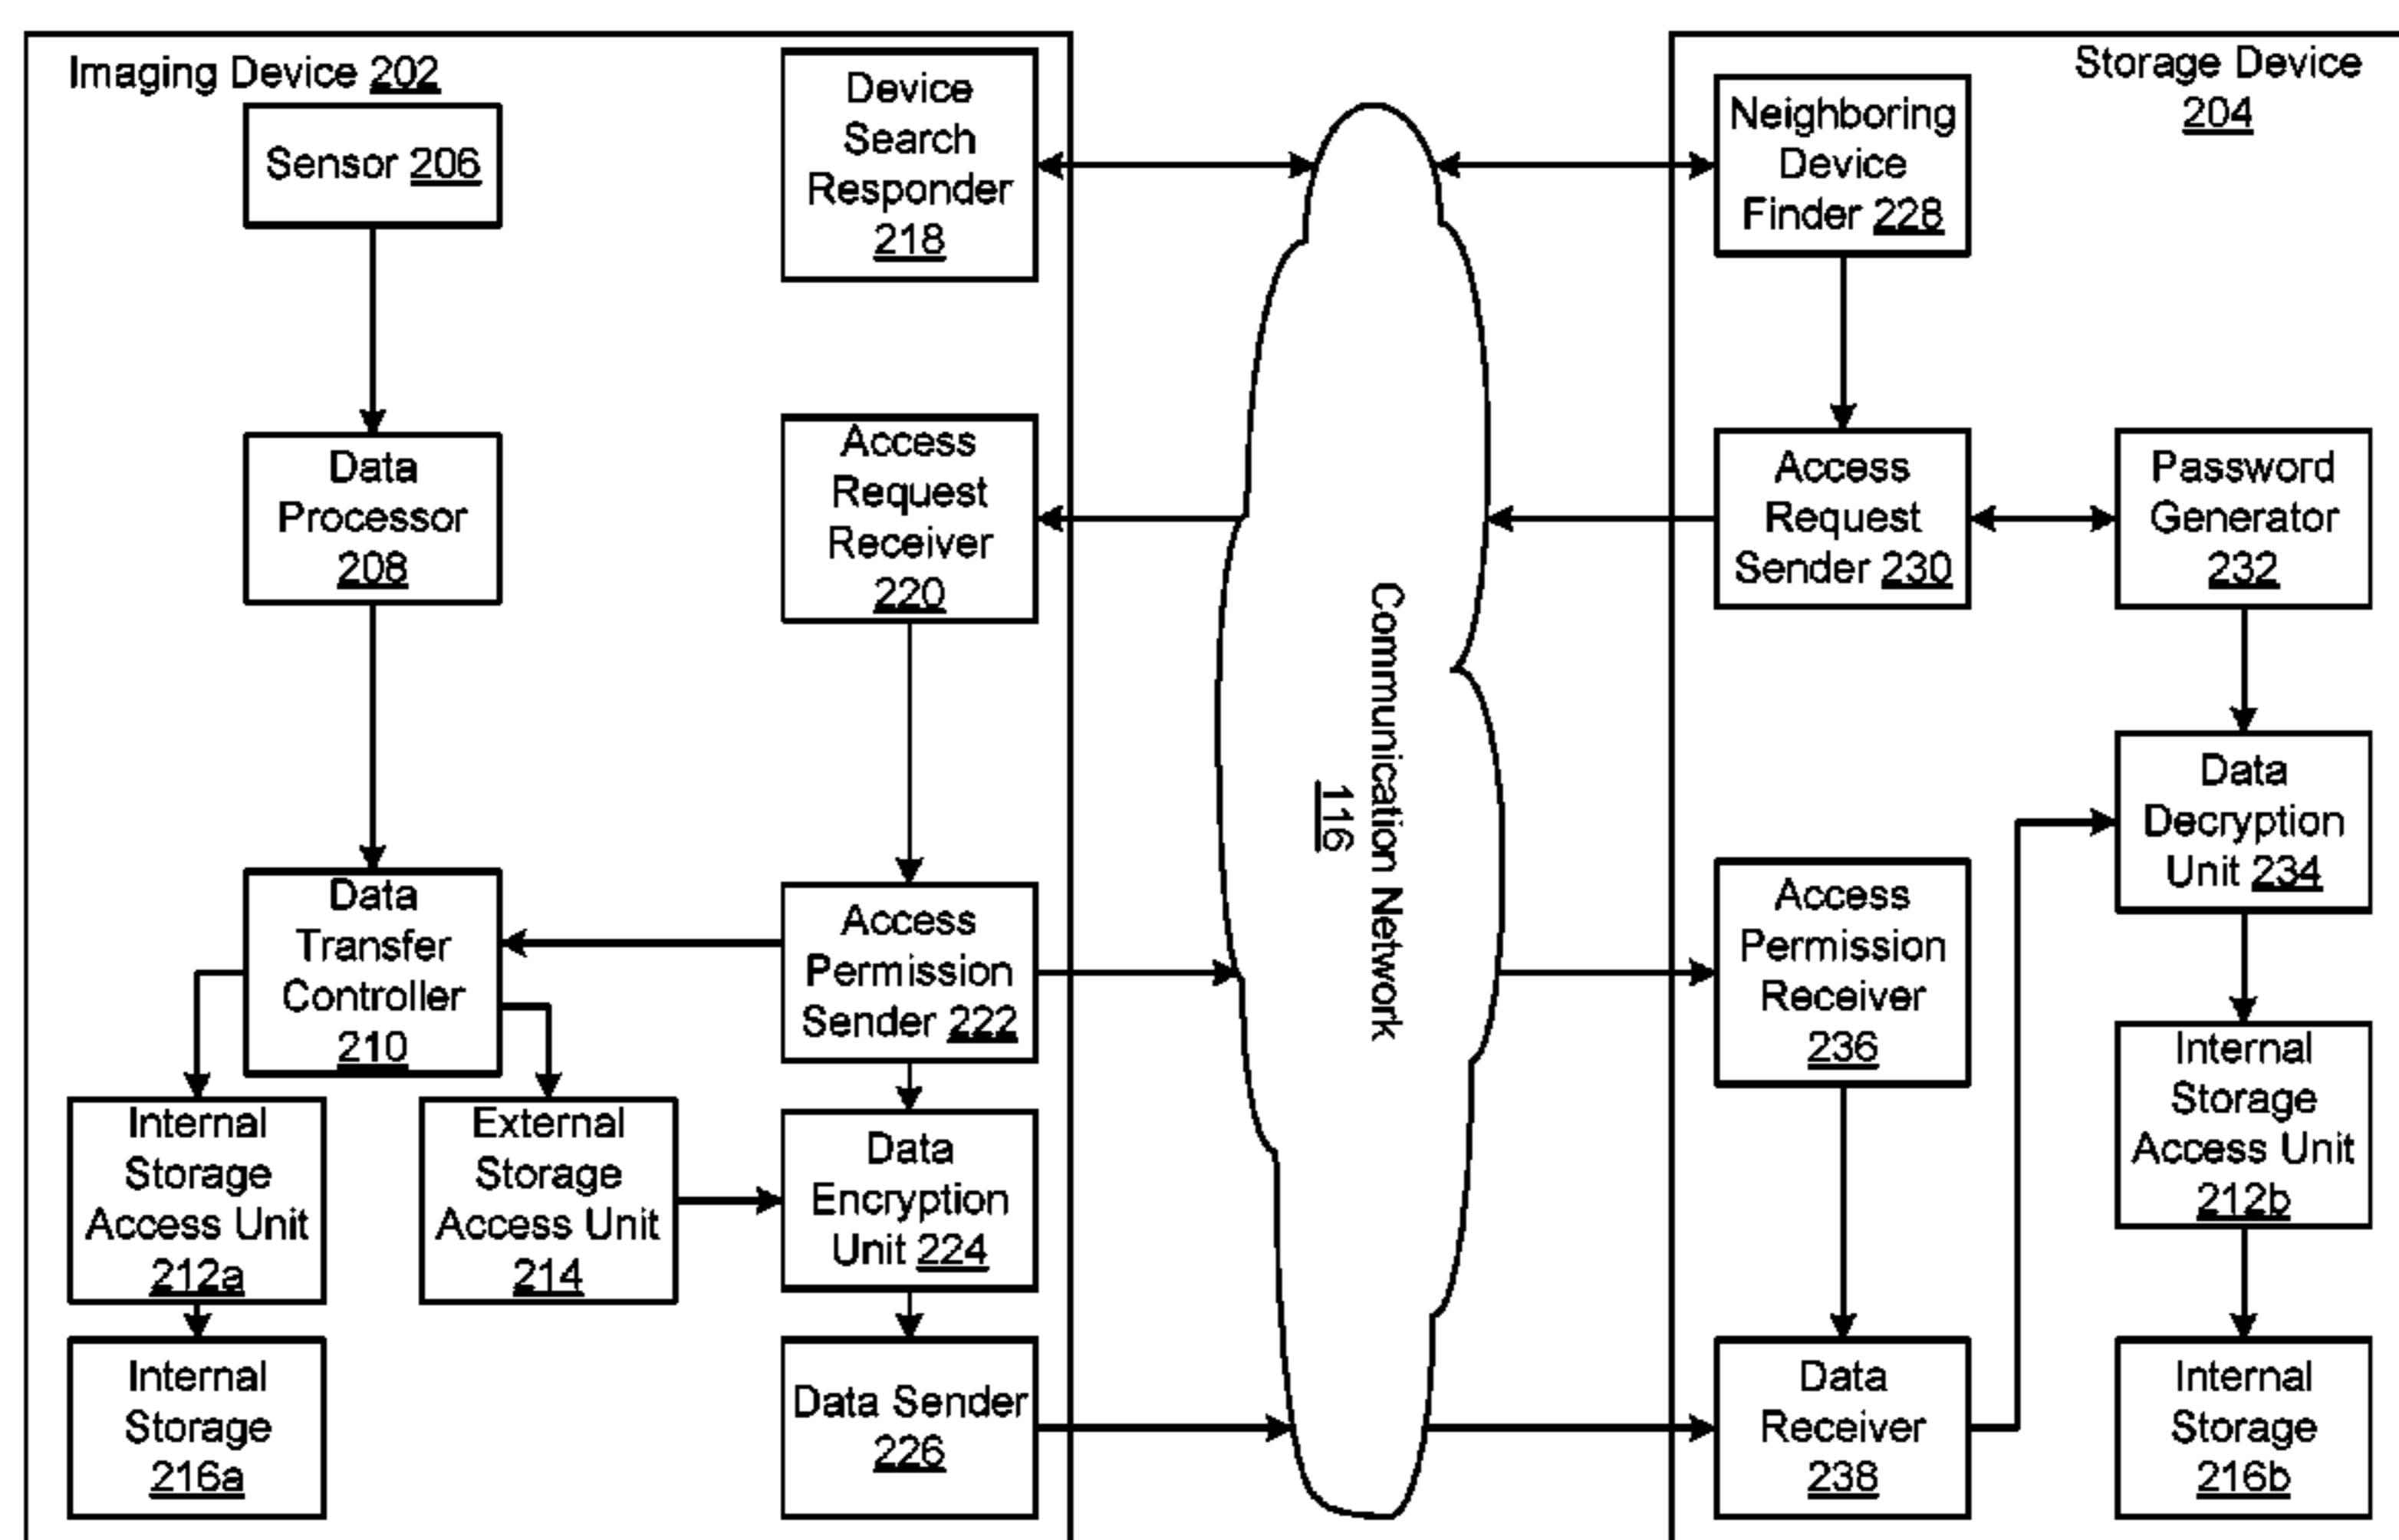 Imaging Device 202
Sensor 206
Data
Processor
208
Data
Transfer
Controller
210
Internal
Storage
Access Unit
212a
External
Storage
Access Unit
214
Internal
Storage
216a
Device
Search
Responder
218
Access
Request
Receiver
220
Access
Permission
Sender 222
Data
Encryption
Unit 224
Data Sender
226
Communication Network
116
Storage Device
204
Neighboring
Device
Finder 228
Access
Request
Sender 230
Password
Generator
232
Data
Decryption
Unit 234
Access
Permission
Receiver
236
Internal
Storage
Access Unit
212b
Data
Receiver
238
Internal
Storage
216b